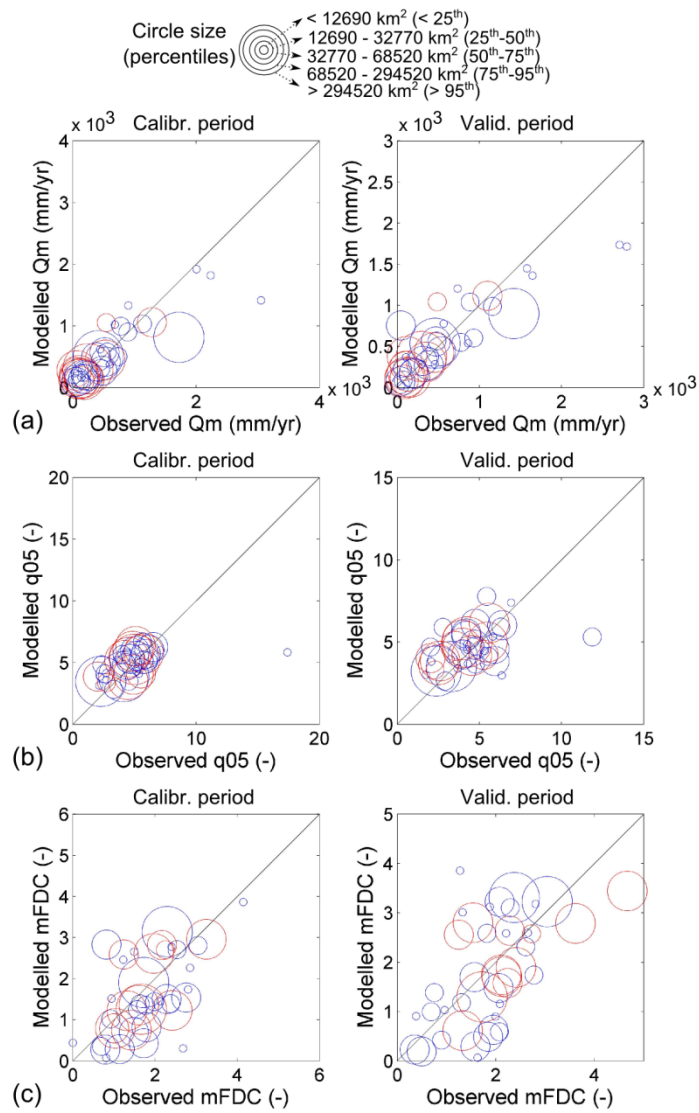 Circle size
(percentiles)
< 12690 km² (< 25ᵗʰ)
12690 - 32770 km² (25ᵗʰ-50ᵗʰ)
32770 - 68520 km² (50ᵗʰ-75ᵗʰ)
68520 - 294520 km² (75ᵗʰ-95ᵗʰ)
> 294520 km² (> 95ᵗʰ)
x 10³ Calibr. period
4
3
2
1
0
Modelled Qm (mm/yr)
0 2 4
x 10³
Observed Qm (mm/yr)
x 10³ Valid. period
3
2.5
2
1.5
1
0.5
0
Modelled Qm (mm/yr)
0 1 2 3
x 10³
Observed Qm (mm/yr)
(a)
Calibr. period
20
15
10
5
0
Modelled q05 (-)
0 10 20
Observed q05 (-)
Valid. period
15
10
5
0
Modelled q05 (-)
0 5 10 15
Observed q05 (-)
(b)
Calibr. period
6
5
4
3
2
1
0
Modelled mFDC (-)
0 2 4 6
Observed mFDC (-)
Valid. period
5
4
3
2
1
0
Modelled mFDC (-)
0 2 4
Observed mFDC (-)
(c)